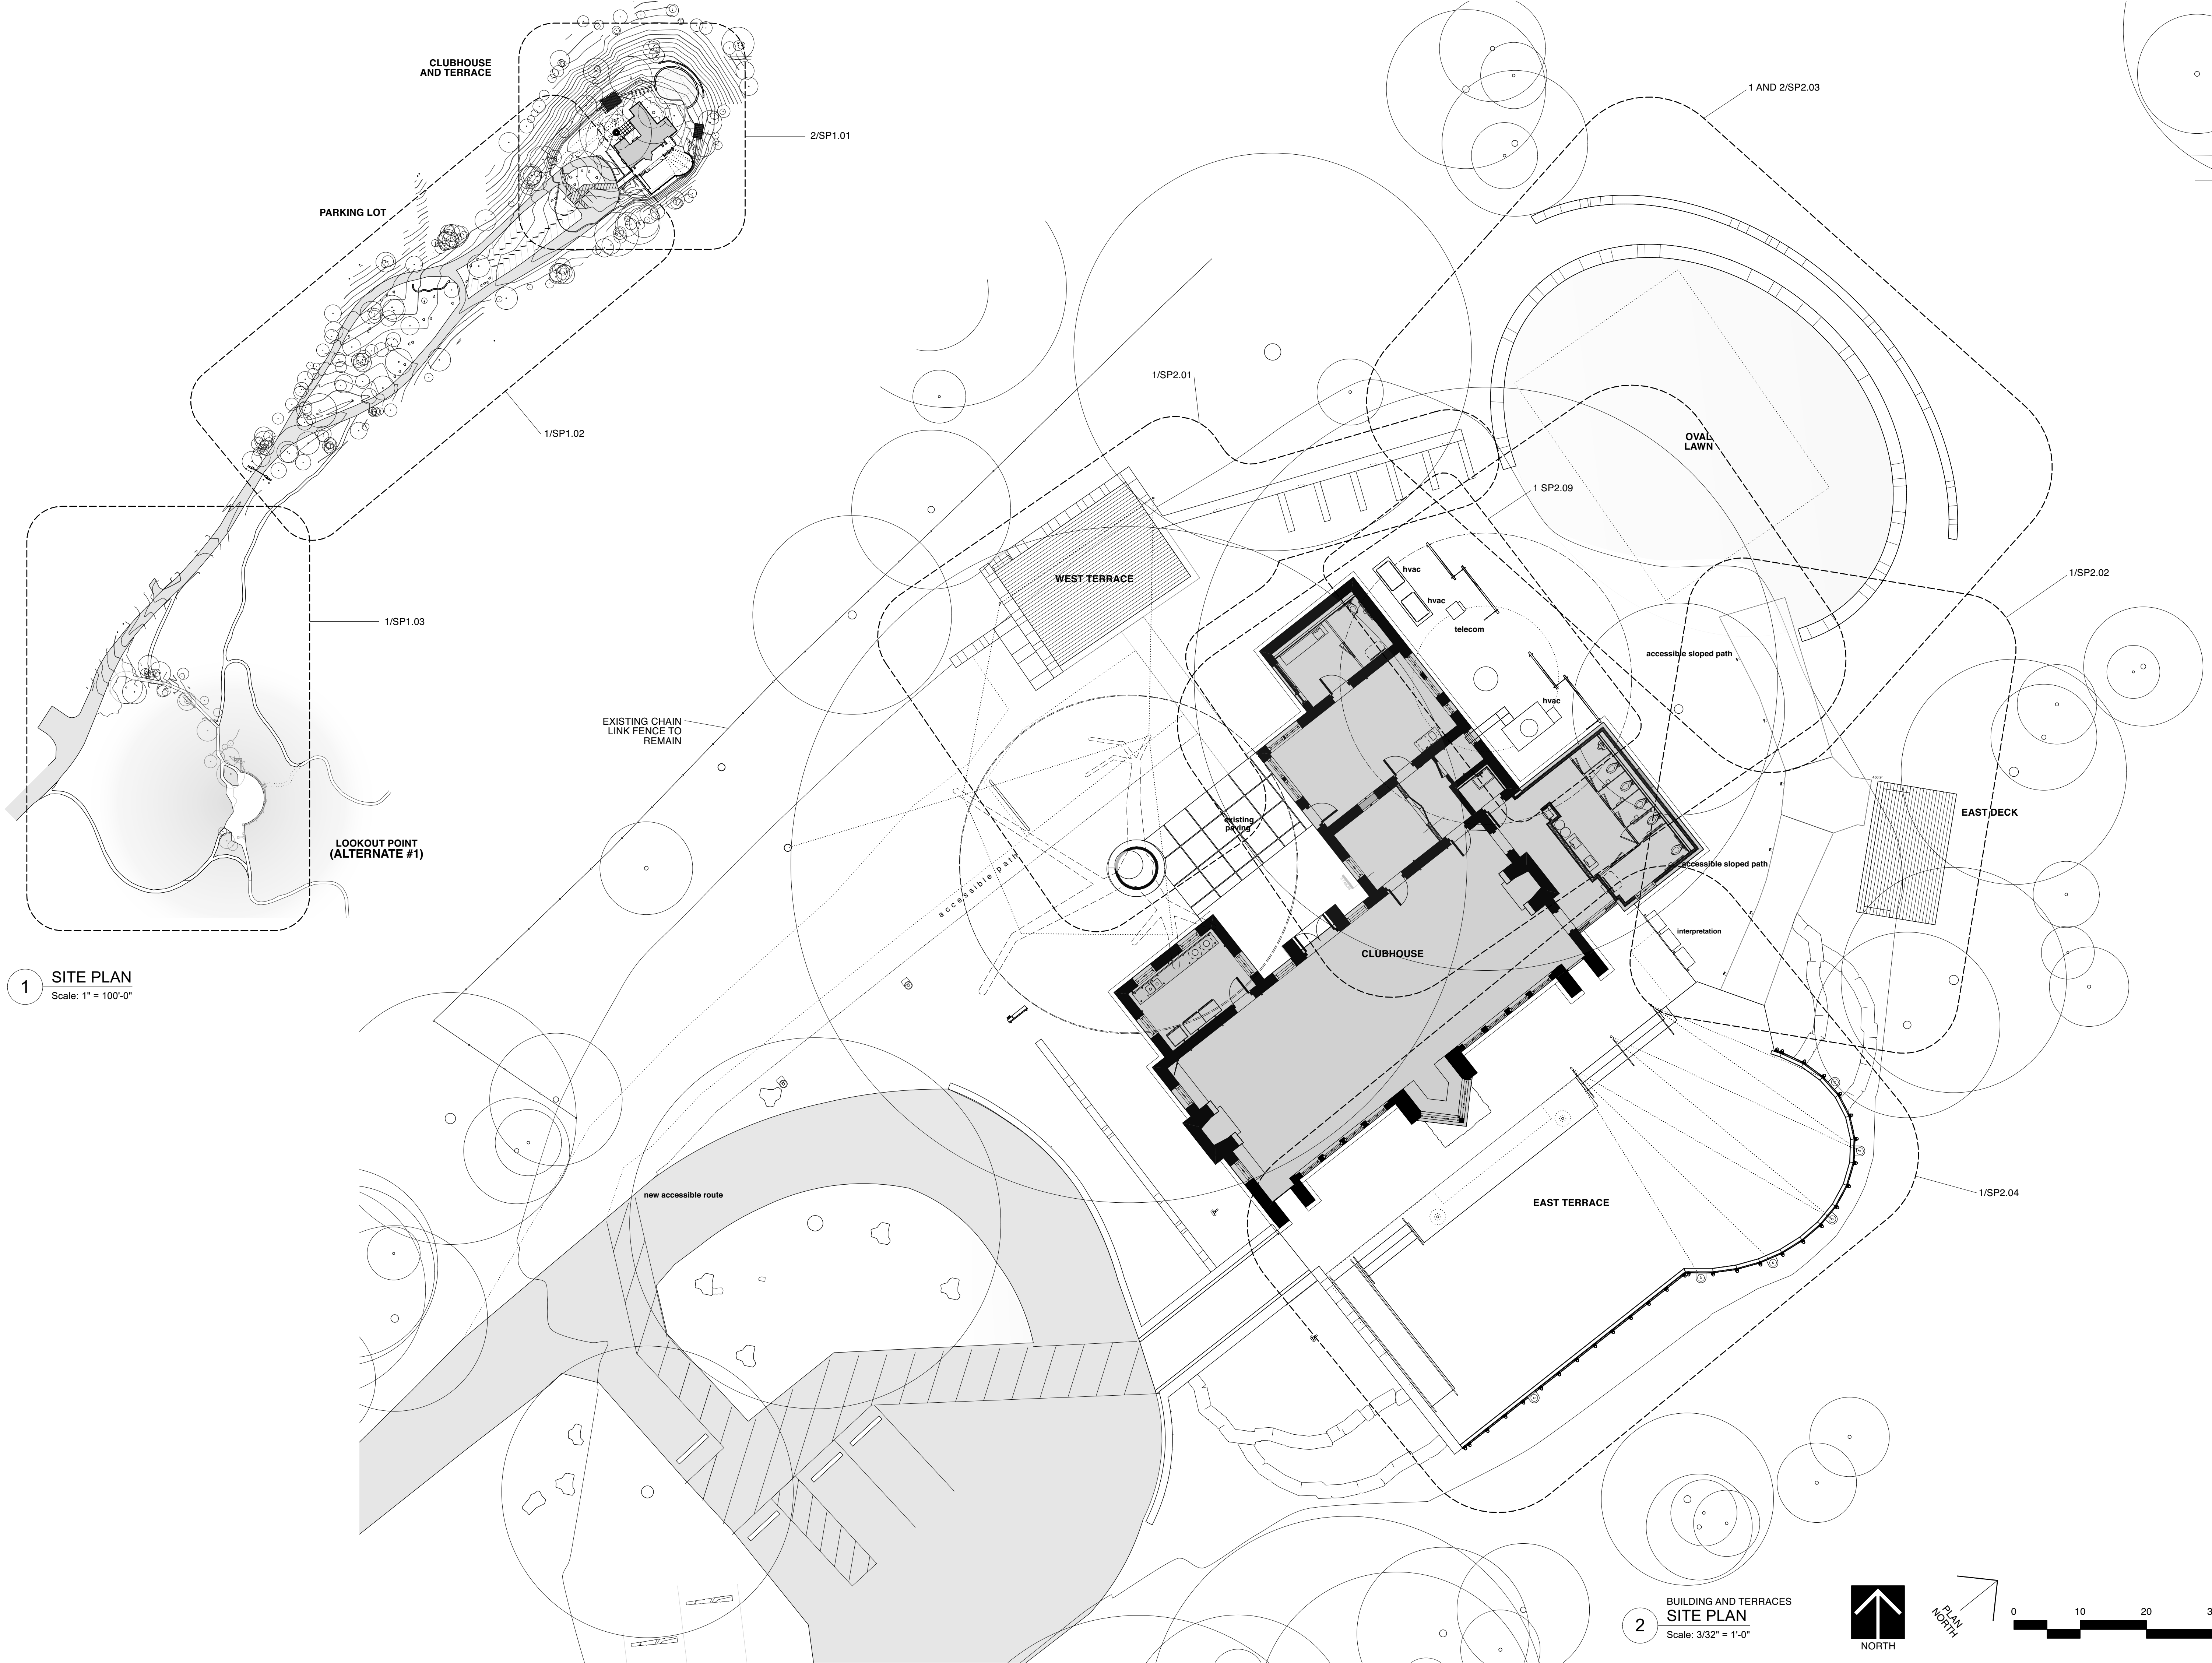 CLUBHOUSE
AND TERRACE
2/SP1.01
PARKING LOT
1/SP1.02
1/SP1.03
LOOKOUT POINT
(ALTERNATE #1)
1
SITE PLAN
Scale: 1" = 100'-0"
1 AND 2/SP2.03
1/SP2.01
OVAL
LAWN
1 SP2.09
WEST TERRACE
hvac
hvac
telecom
1/SP2.02
accessible sloped path
hvac
EXISTING CHAIN
LINK FENCE TO
REMAIN
EAST DECK
existing
paving
accessible sloped path
accessible path
interpretation
CLUBHOUSE
new accessible route
EAST TERRACE
1/SP2.04
2
BUILDING AND TERRACES
SITE PLAN
Scale: 3/32" = 1'-0"
NORTH
PLAN
NORTH
0 10 20